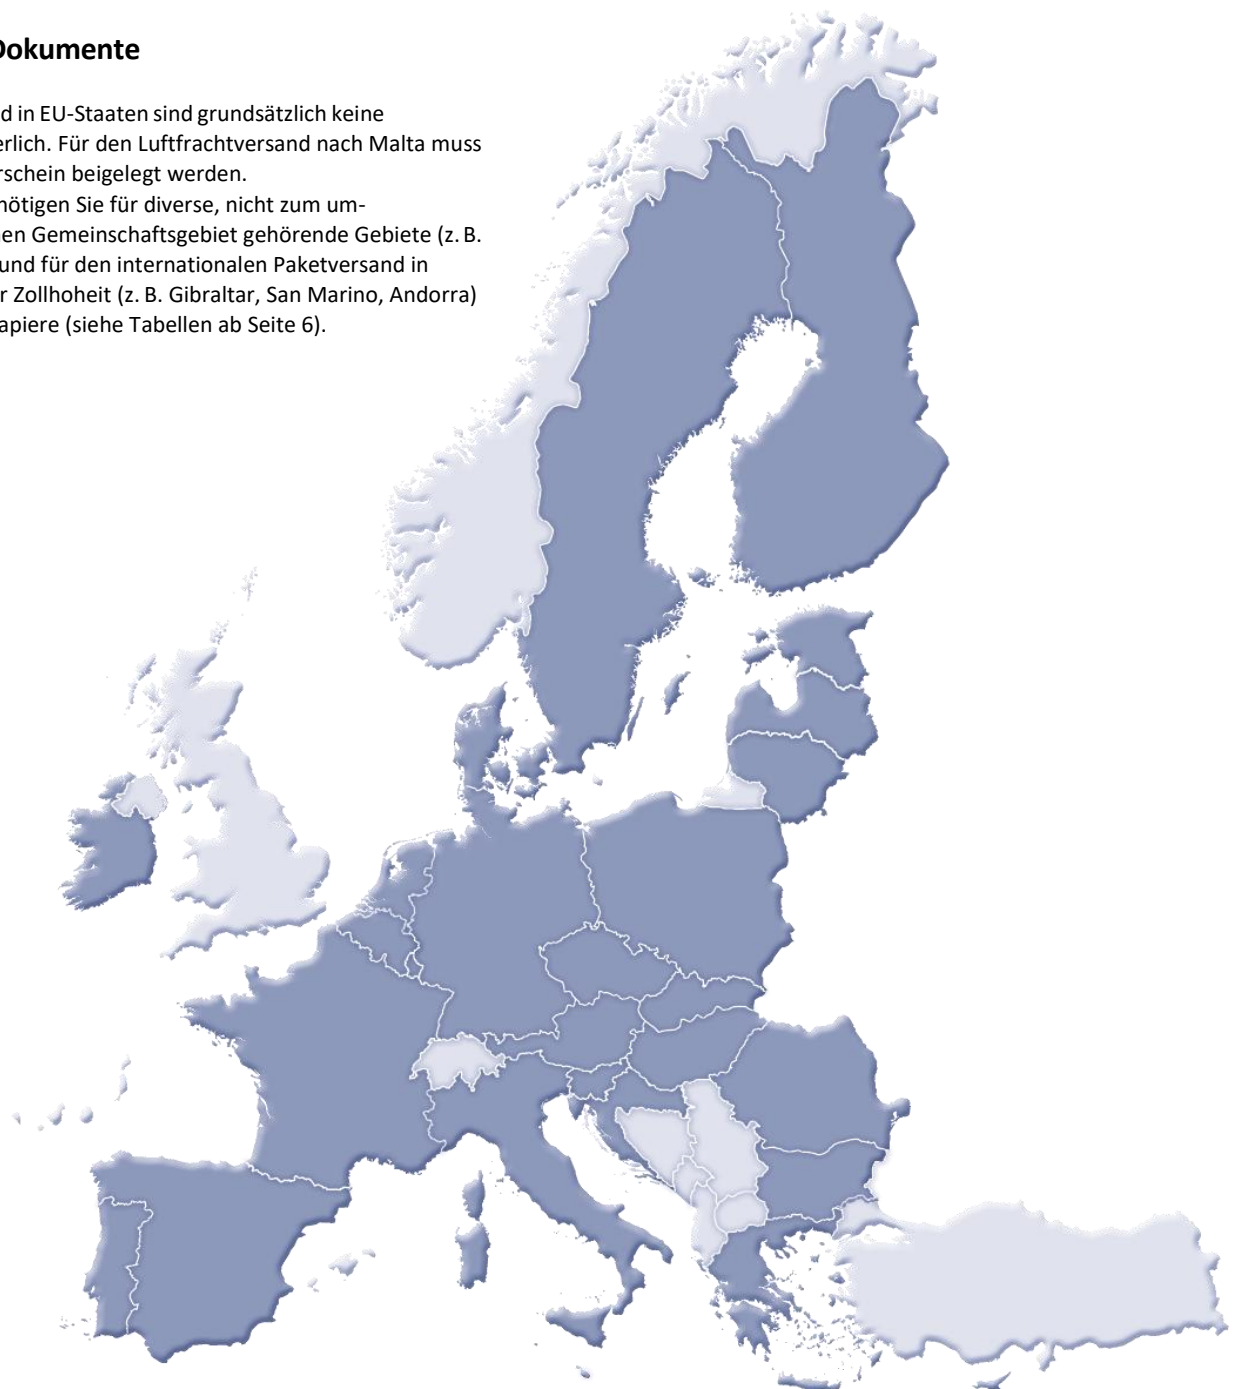 Dokumente
d in EU-Staaten sind grundsätzlich keine
erlich. Für den Luftfrachtversand nach Malta muss
rschein beigelegt werden.
nötigen Sie für diverse, nicht zum um-
en Gemeinschaftsgebiet gehörende Gebiete (z. B.
und für den internationalen Paketversand in
r Zollhoheit (z. B. Gibraltar, San Marino, Andorra)
apiere (siehe Tabellen ab Seite 6).